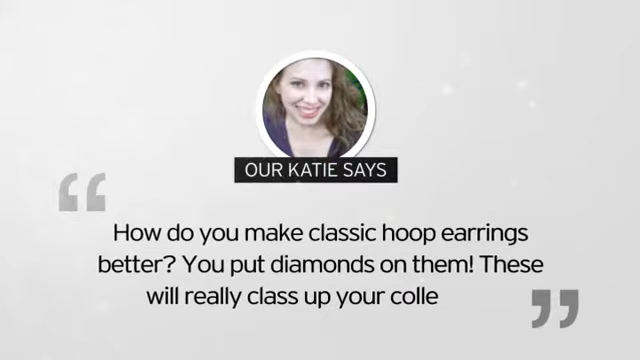 OUR KATIE SAYS
How do you make classic hoop earrings
better? You put diamonds on them! These
will really class up your colle